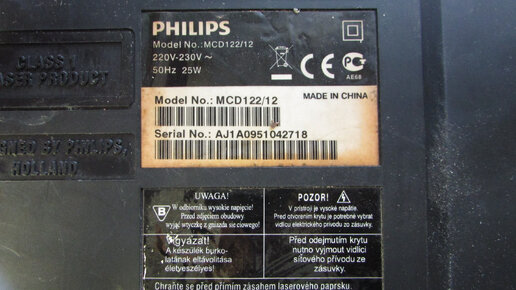 CLASS 1
LASER PRODUCT
DESIGNED BY PHILIPS,
HOLLAND
PHILIPS
Model No.:MCD122/12
220V-230V~
50Hz 25W
AE68
Model No.: MCD122/12
MADE IN CHINA
Serial No.: AJ1A0951042718
UWAGA!
B
W odbiorniku wysokie napięcie!
Przed zdjęciem obudowy
wyjąć wtyczkę z gniazda sieciowego!
Vigyázat!
A készülék burko-
latának eltávolitása
életveszélyes!
POZOR!
V prístroji je vysoké napätie.
Pred otvorením krytu je potrebné vybrať
vidlicu elektrického prívodu zo zásuvky.
Před odejmutím krytu
nutno vyjmout vidlici
síťového přívodu ze
zásuvky.
Chraňte se před přímím zásahem laserového paprsku.